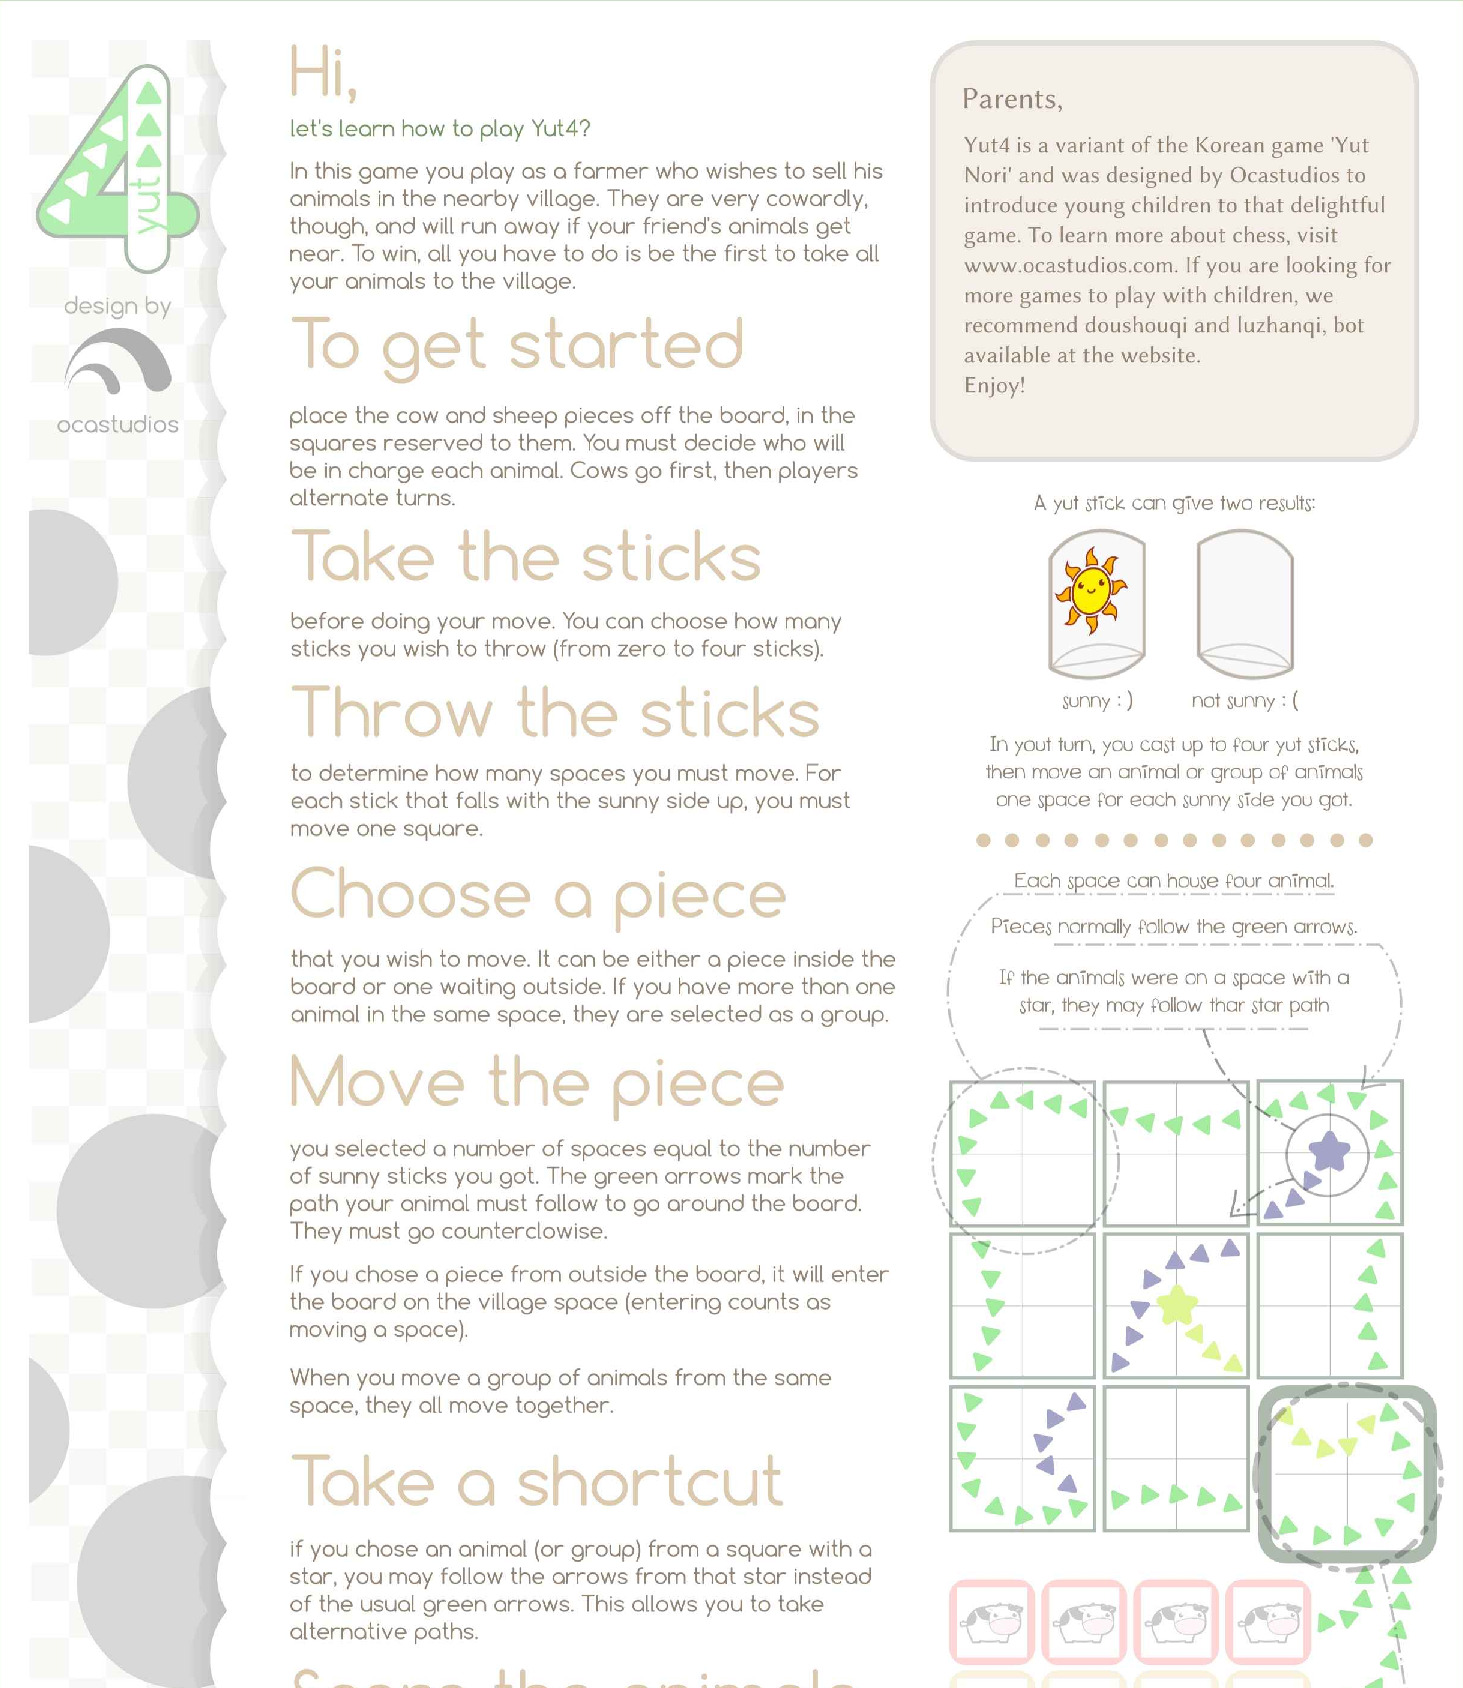 4
yut
design by
ocastudios
Hi,
let's learn how to play Yut4?
In this game you play as a farmer who wishes to sell his
animals in the nearby village. They are very cowardly,
though, and will run away if your friend's animals get
near. To win, all you have to do is be the first to take all
your animals to the village.
To get started
place the cow and sheep pieces off the board, in the
squares reserved to them. You must decide who will
be in charge each animal. Cows go first, then players
alternate turns.
Take the sticks
before doing your move. You can choose how many
sticks you wish to throw (from zero to four sticks).
Throw the sticks
to determine how many spaces you must move. For
each stick that falls with the sunny side up, you must
move one square.
Choose a piece
that you wish to move. It can be either a piece inside the
board or one waiting outside. If you have more than one
animal in the same space, they are selected as a group.
Move the piece
you selected a number of spaces equal to the number
of sunny sticks you got. The green arrows mark the
path your animal must follow to go around the board.
They must go counterclowise.
If you chose a piece from outside the board, it will enter
the board on the village space (entering counts as
moving a space).
When you move a group of animals from the same
space, they all move together.
Take a shortcut
if you chose an animal (or group) from a square with a
star, you may follow the arrows from that star instead
of the usual green arrows. This allows you to take
alternative paths.
Parents,
Yut4 is a variant of the Korean game 'Yut
Nori' and was designed by Ocastudios to
introduce young children to that delightful
game. To learn more about chess, visit
www.ocastudios.com. If you are looking for
more games to play with children, we
recommend doushouqi and luzhanqi, bot
available at the website.
Enjoy!
A yut stick can give two results:
sunny : )
not sunny : (
In yout turn, you cast up to four yut sticks,
then move an animal or group of animals
one space for each sunny side you got.
Each space can house four animal.
Pieces normally follow the green arrows.
If the animals were on a space with a
star, they may follow thar star path